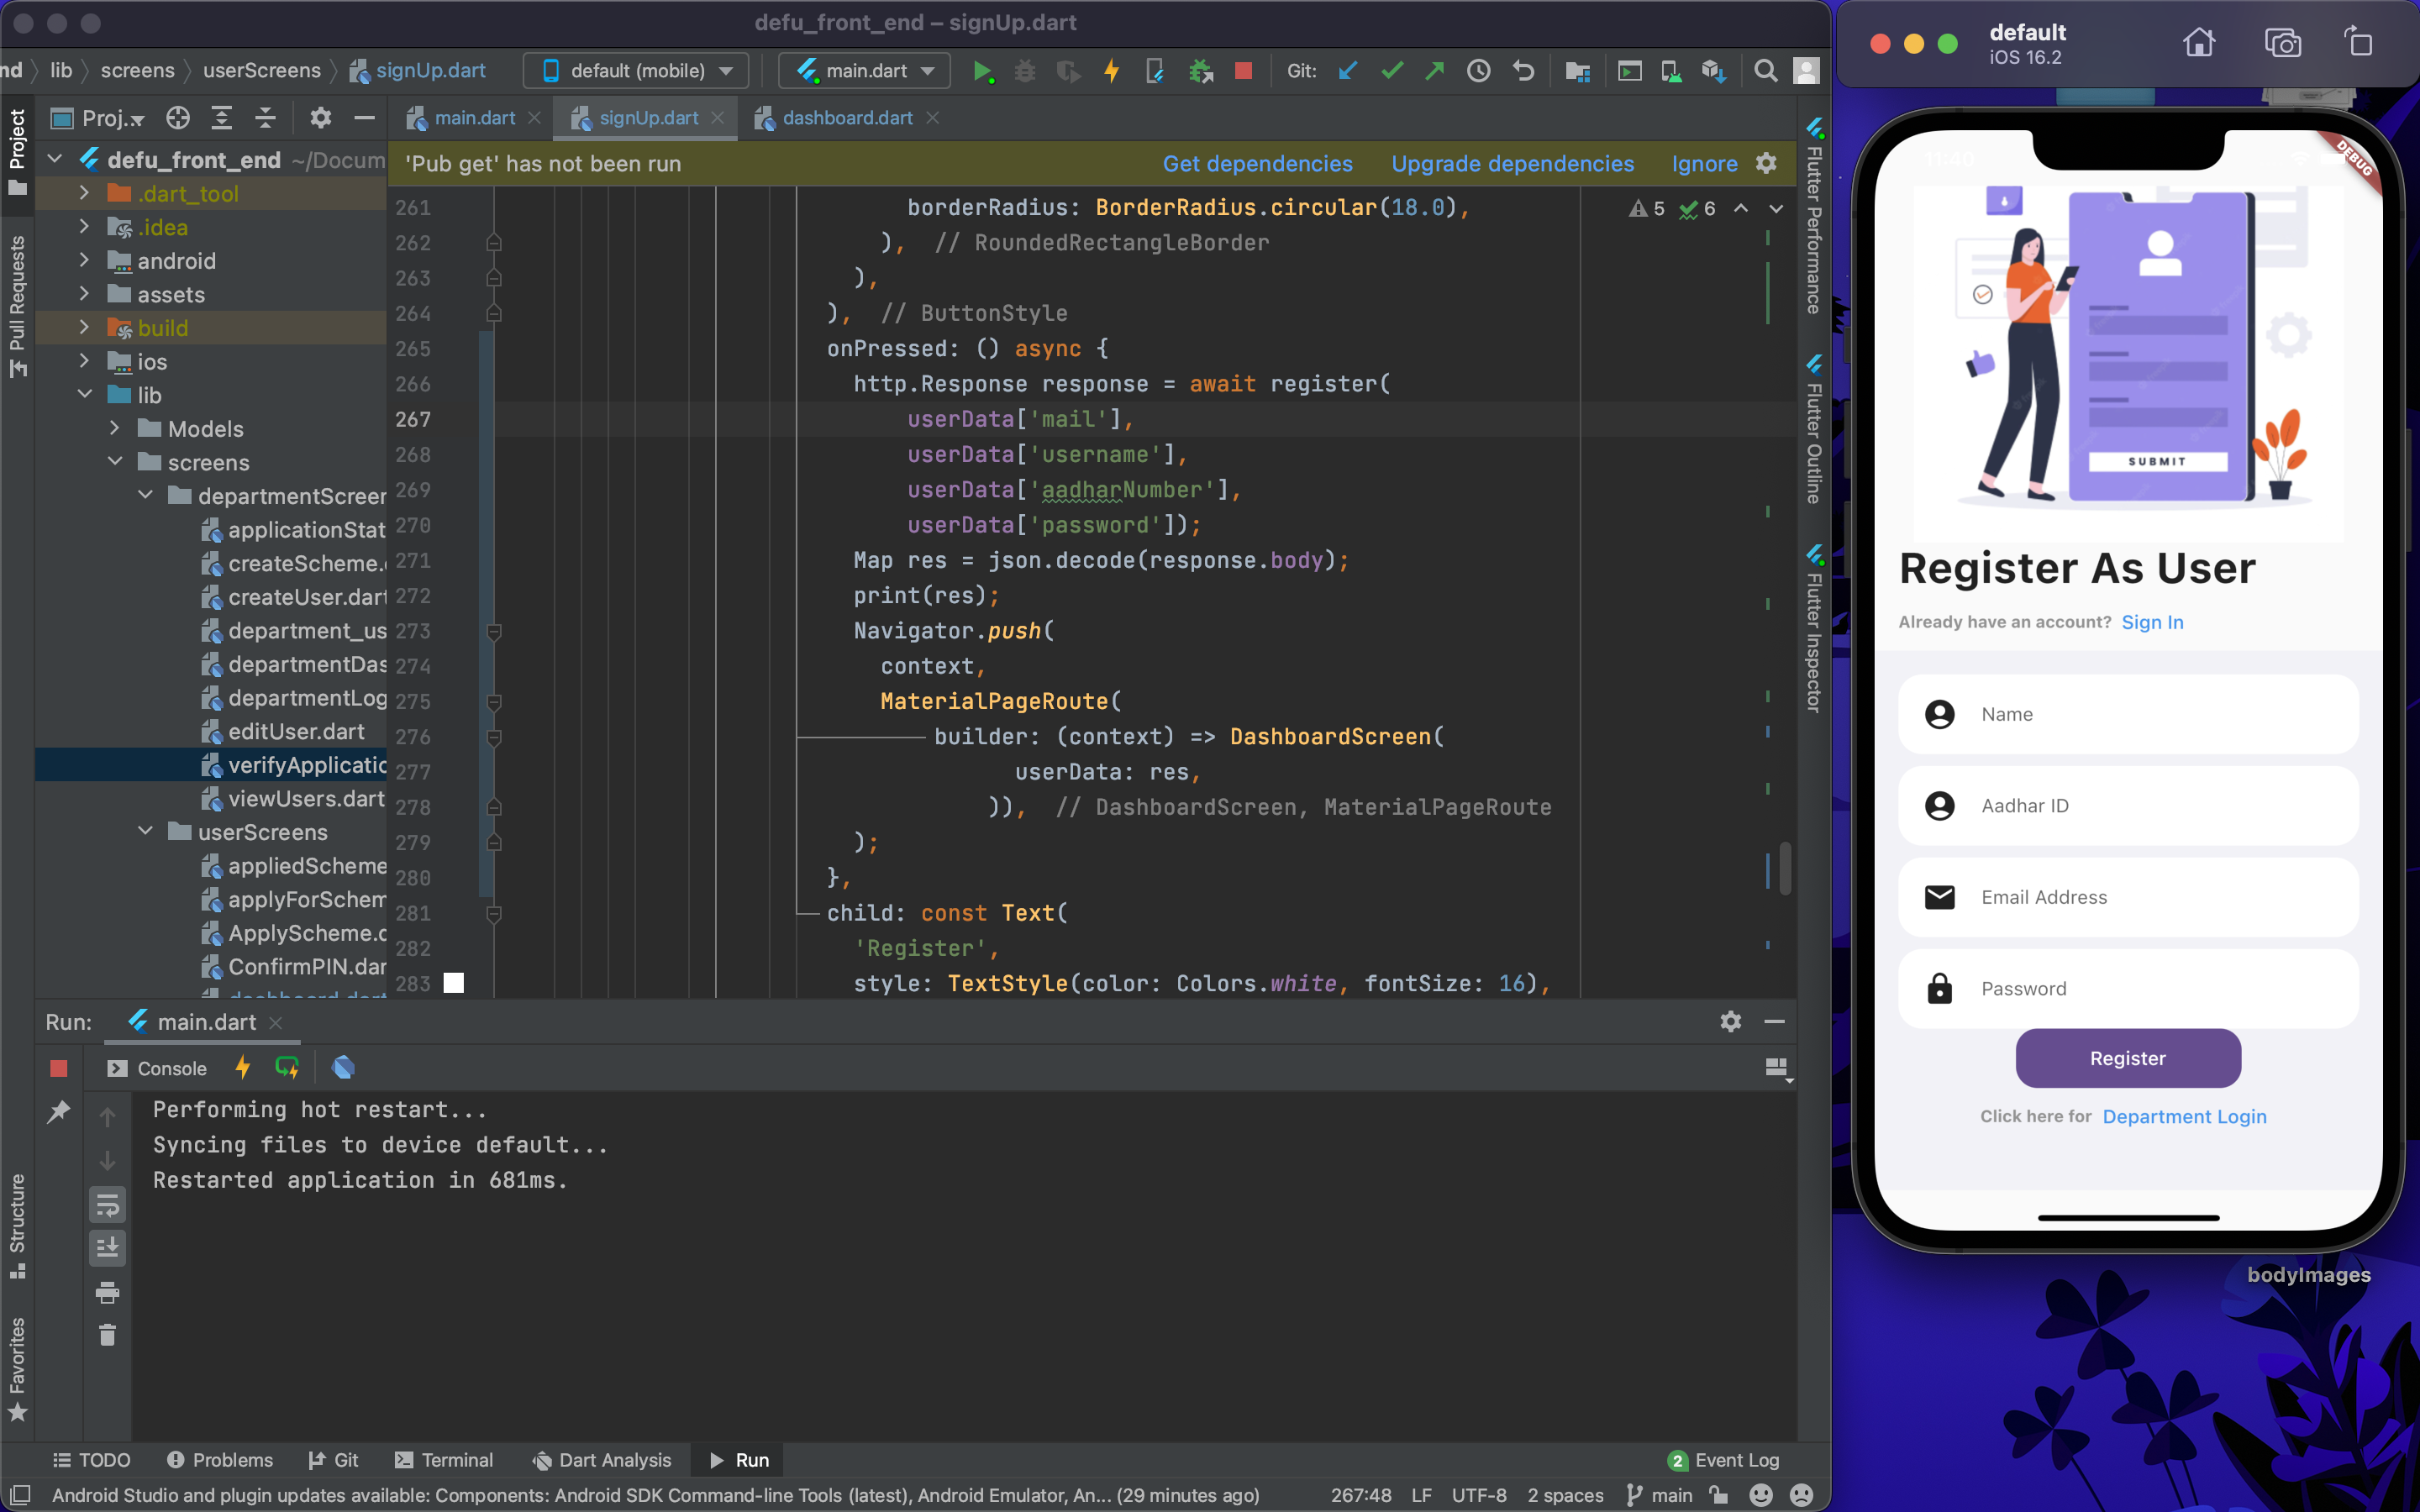 defu_front_end – signUp.dart
nd lib screens userScreens signUp.dart default (mobile) main.dart Git:
Proj... main.dart signUp.dart dashboard.dart
'Pub get' has not been run Get dependencies Upgrade dependencies Ignore
Project
Pull Requests
Structure
Favorites
defu_front_end ~/Docum
.dart_tool
.idea
android
assets
build
ios
lib
Models
screens
departmentScreen
applicationStat
createScheme.
createUser.dart
department_us
departmentDas
departmentLog
editUser.dart
verifyApplicatio
viewUsers.dart
userScreens
appliedScheme
applyForSchem
ApplyScheme.d
ConfirmPIN.dar
dashboard.dart
5 6
261 borderRadius: BorderRadius.circular(18.0),
262 ), // RoundedRectangleBorder
263 ),
264 ), // ButtonStyle
265 onPressed: () async {
266 http.Response response = await register(
267 userData['mail'],
268 userData['username'],
269 userData['aadharNumber'],
270 userData['password']);
271 Map res = json.decode(response.body);
272 print(res);
273 Navigator.push(
274 context,
275 MaterialPageRoute(
276 builder: (context) => DashboardScreen(
277 userData: res,
278 )), // DashboardScreen, MaterialPageRoute
279 );
280 },
281 child: const Text(
282 'Register',
283 style: TextStyle(color: Colors.white, fontSize: 16),
Flutter Performance
Flutter Outline
Flutter Inspector
Run: main.dart
Console
Performing hot restart...
Syncing files to device default...
Restarted application in 681ms.
TODO Problems Git Terminal Dart Analysis Run 2 Event Log
Android Studio and plugin updates available: Components: Android SDK Command-line Tools (latest), Android Emulator, An... (29 minutes ago) 267:48 LF UTF-8 2 spaces main
default
iOS 16.2
DEBUG
SUBMIT
Register As User
Already have an account? Sign In
Name
Aadhar ID
Email Address
Password
Register
Click here for Department Login
bodyImages